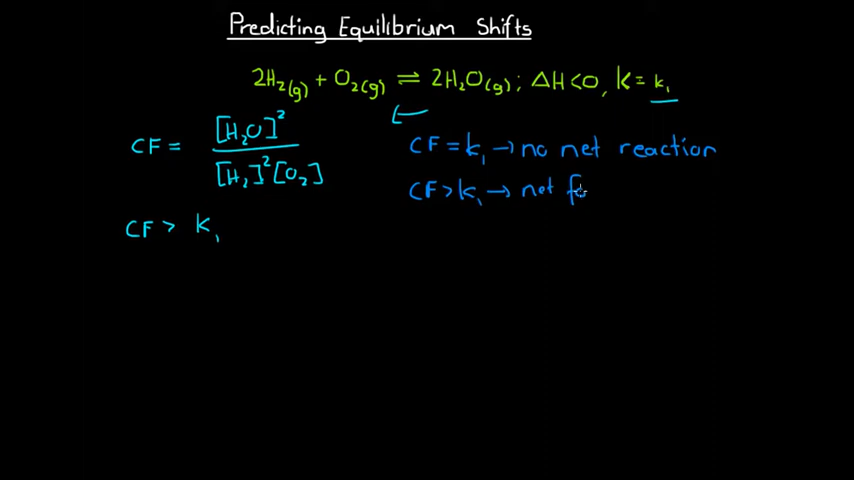 Predicting Equilibrium Shifts
2H₂(g) + O₂(g) ⇌ 2H₂O(g) ; ΔH<0, K = k₁
CF = [H₂O]² / [H₂]²[O₂]
CF = k₁ → no net reaction
CF > k₁ → net fo
CF > K₁